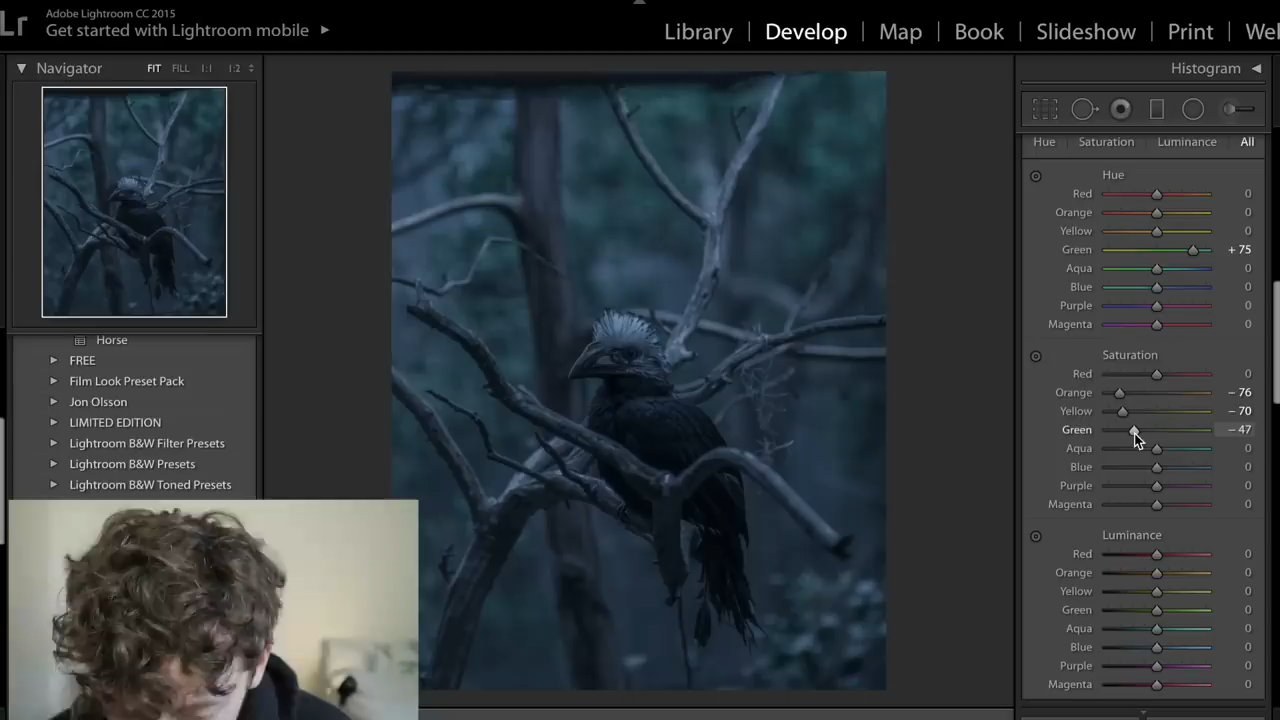 Lr
Adobe Lightroom CC 2015
Get started with Lightroom mobile
Library | Develop | Map | Book | Slideshow | Print |
Navigator FIT FILL 1:1 1:2
Histogram
Hue Saturation Luminance All
Hue
Red 0
Orange 0
Yellow 0
Green + 75
Aqua 0
Blue 0
Purple 0
Magenta 0
Saturation
Red 0
Orange − 76
Yellow − 70
Green − 47
Aqua 0
Blue 0
Purple 0
Magenta 0
Luminance
Red 0
Orange 0
Yellow 0
Green 0
Aqua 0
Blue 0
Purple 0
Magenta 0
Horse
FREE
Film Look Preset Pack
Jon Olsson
LIMITED EDITION
Lightroom B&W Filter Presets
Lightroom B&W Presets
Lightroom B&W Toned Presets